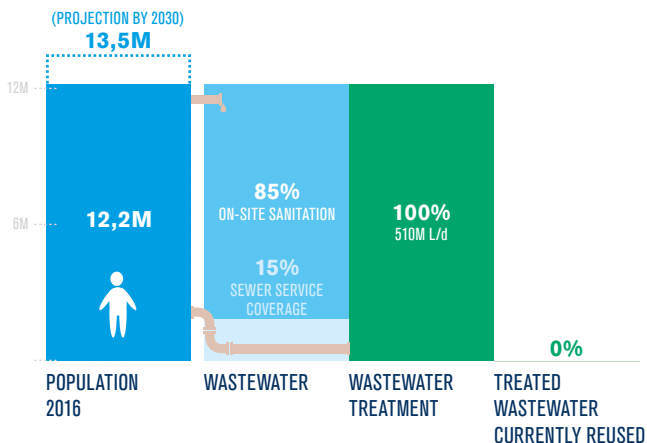 (PROJECTION BY 2030)
13,5M
12M
12,2M
6M
85%
ON-SITE SANITATION
15%
SEWER SERVICE
COVERAGE
100%
510M L/d
0%
POPULATION
2016
WASTEWATER
WASTEWATER
TREATMENT
TREATED
WASTEWATER
CURRENTLY REUSED